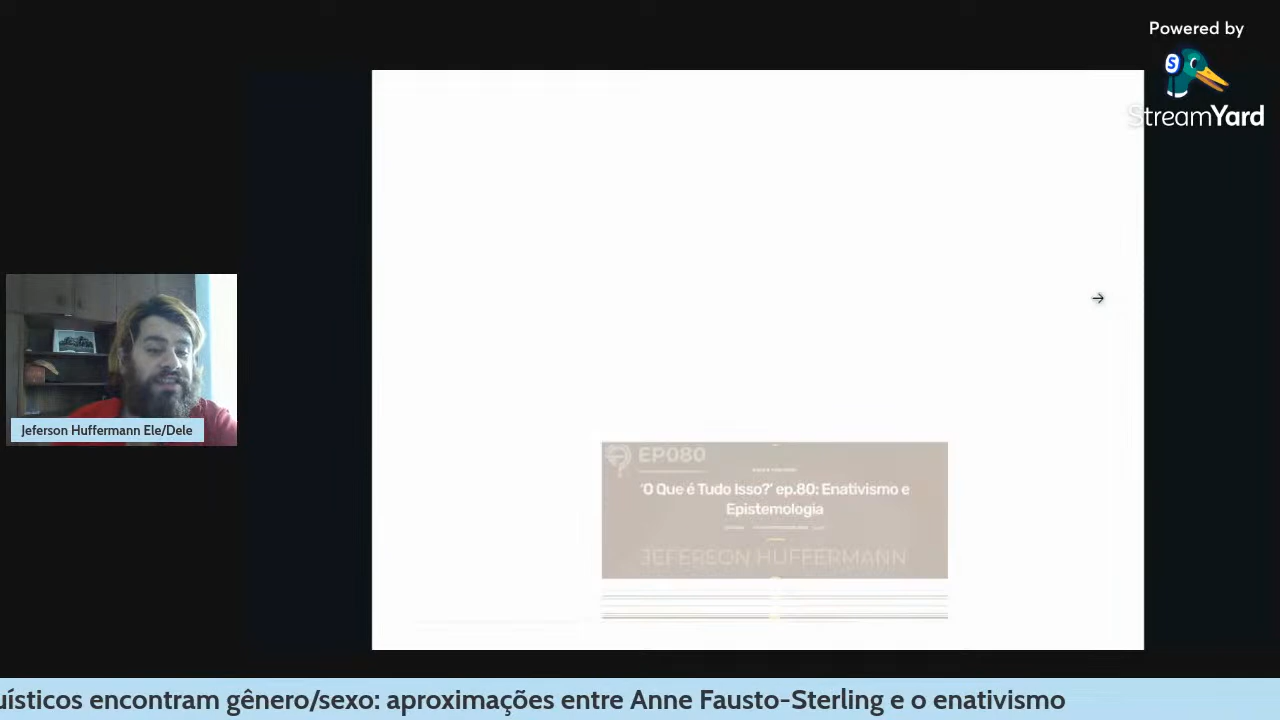 Powered by
StreamYard
EP080
'O Que é Tudo Isso?' ep.80: Enativismo e
Epistemologia
JEFERSON HUFFERMANN
Jeferson Huffermann Ele/Dele
uísticos encontram gênero/sexo: aproximações entre Anne Fausto-Sterling e o enativismo